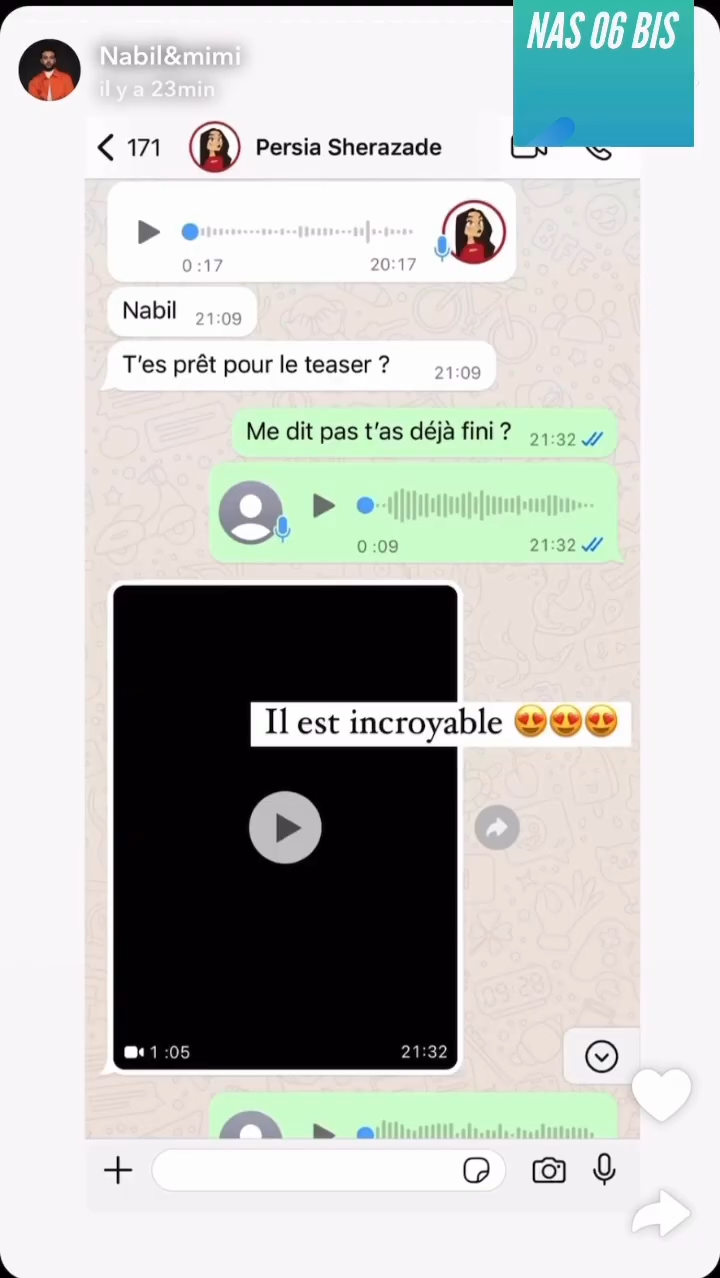 NAS 06 BIS
Nabil&mimi
il y a 23min
171
Persia Sherazade
0 :17
20:17
Nabil
21:09
T'es prêt pour le teaser ?
21:09
Me dit pas t'as déjà fini ?
21:32
0 :09
21:32
Il est incroyable 😍😍😍
1 :05
21:32